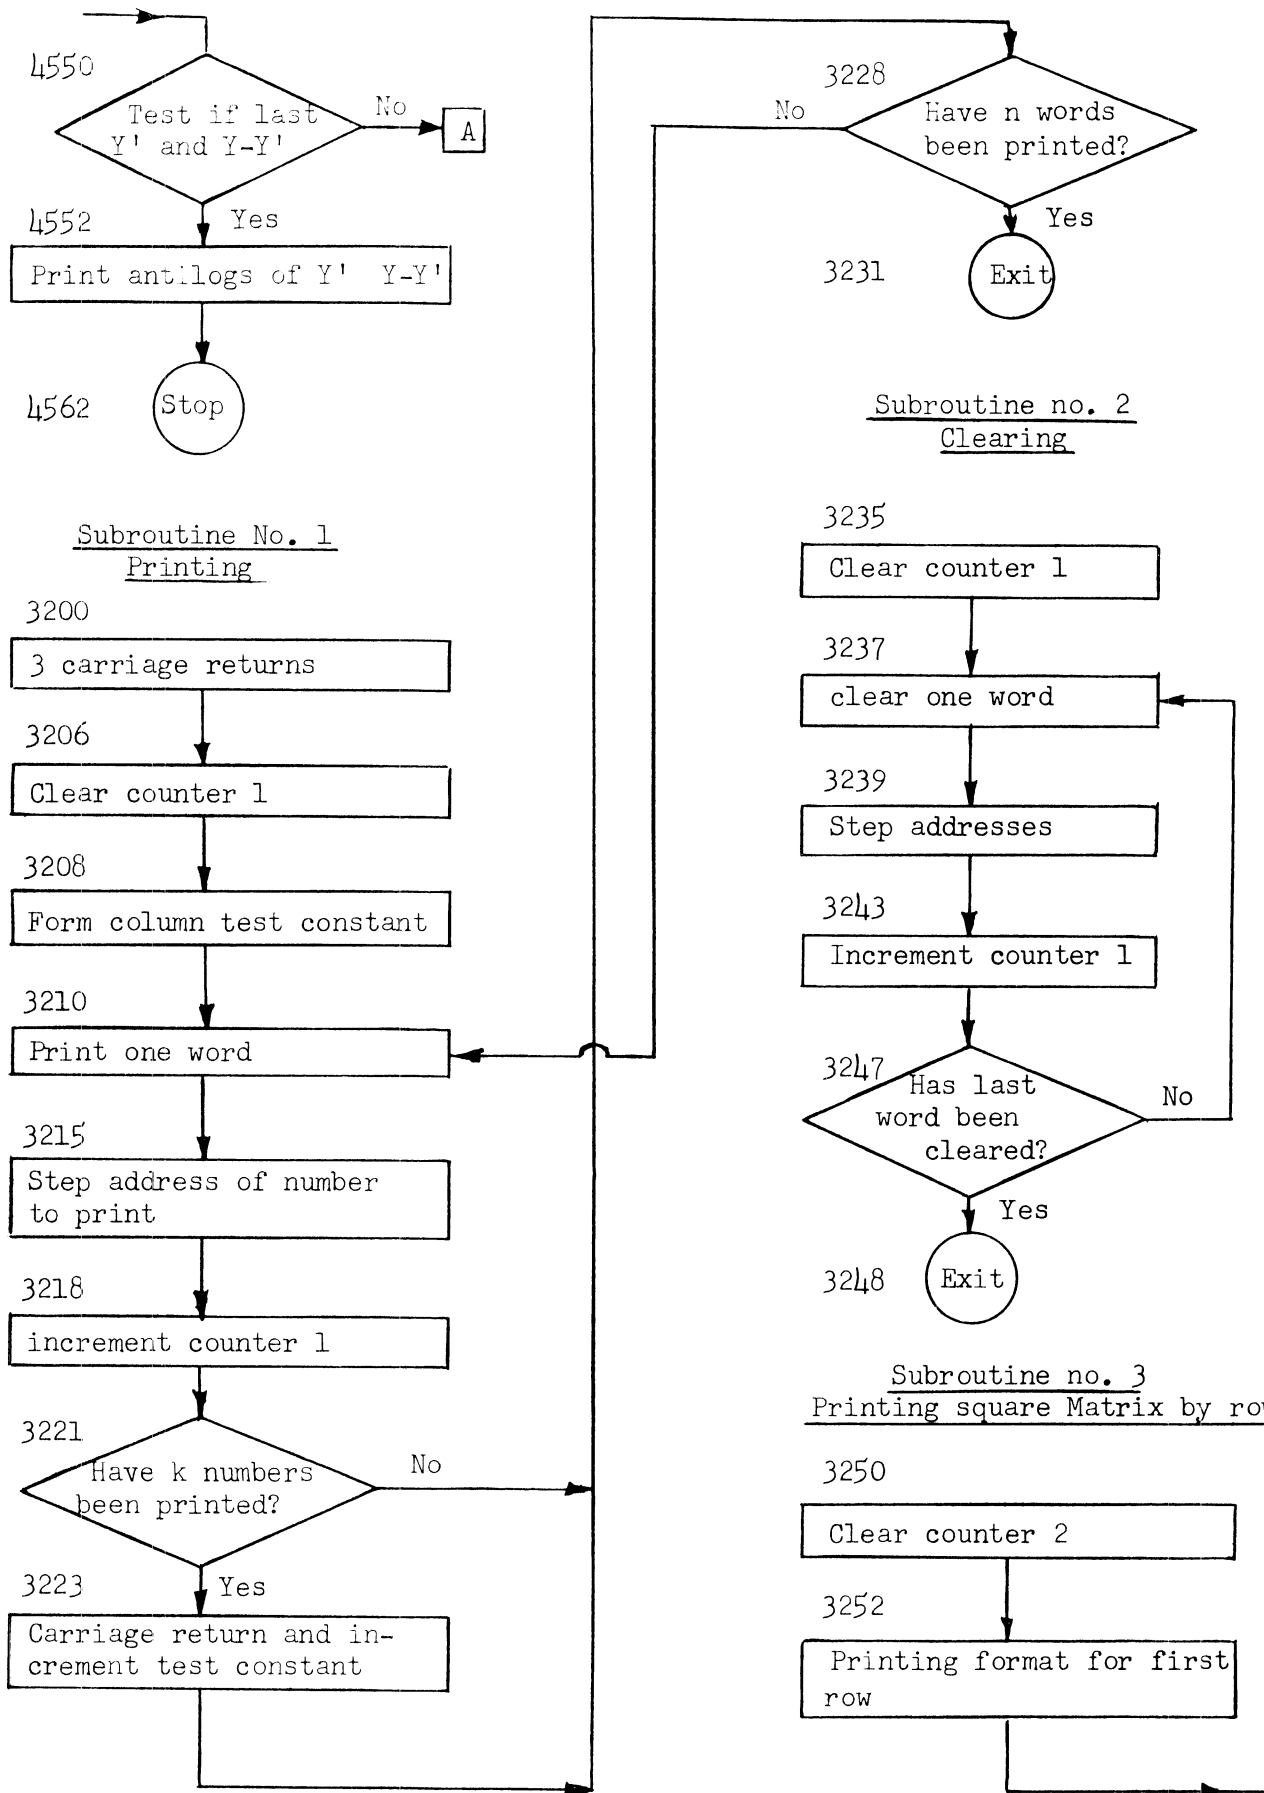 4550
Test if last
Y' and Y-Y'
No
A
Yes
4552
Print antilogs of Y' Y-Y'
4562
Stop
Subroutine No. 1
Printing
3200
3 carriage returns
3206
Clear counter 1
3208
Form column test constant
3210
Print one word
3215
Step address of number
to print
3218
increment counter 1
3221
Have k numbers
been printed?
No
Yes
3223
Carriage return and in-
crement test constant
3228
Have n words
been printed?
No
Yes
3231
Exit
Subroutine no. 2
Clearing
3235
Clear counter 1
3237
clear one word
3239
Step addresses
3243
Increment counter 1
3247
Has last
word been
cleared?
No
Yes
3248
Exit
Subroutine no. 3
Printing square Matrix by row
3250
Clear counter 2
3252
Printing format for first
row